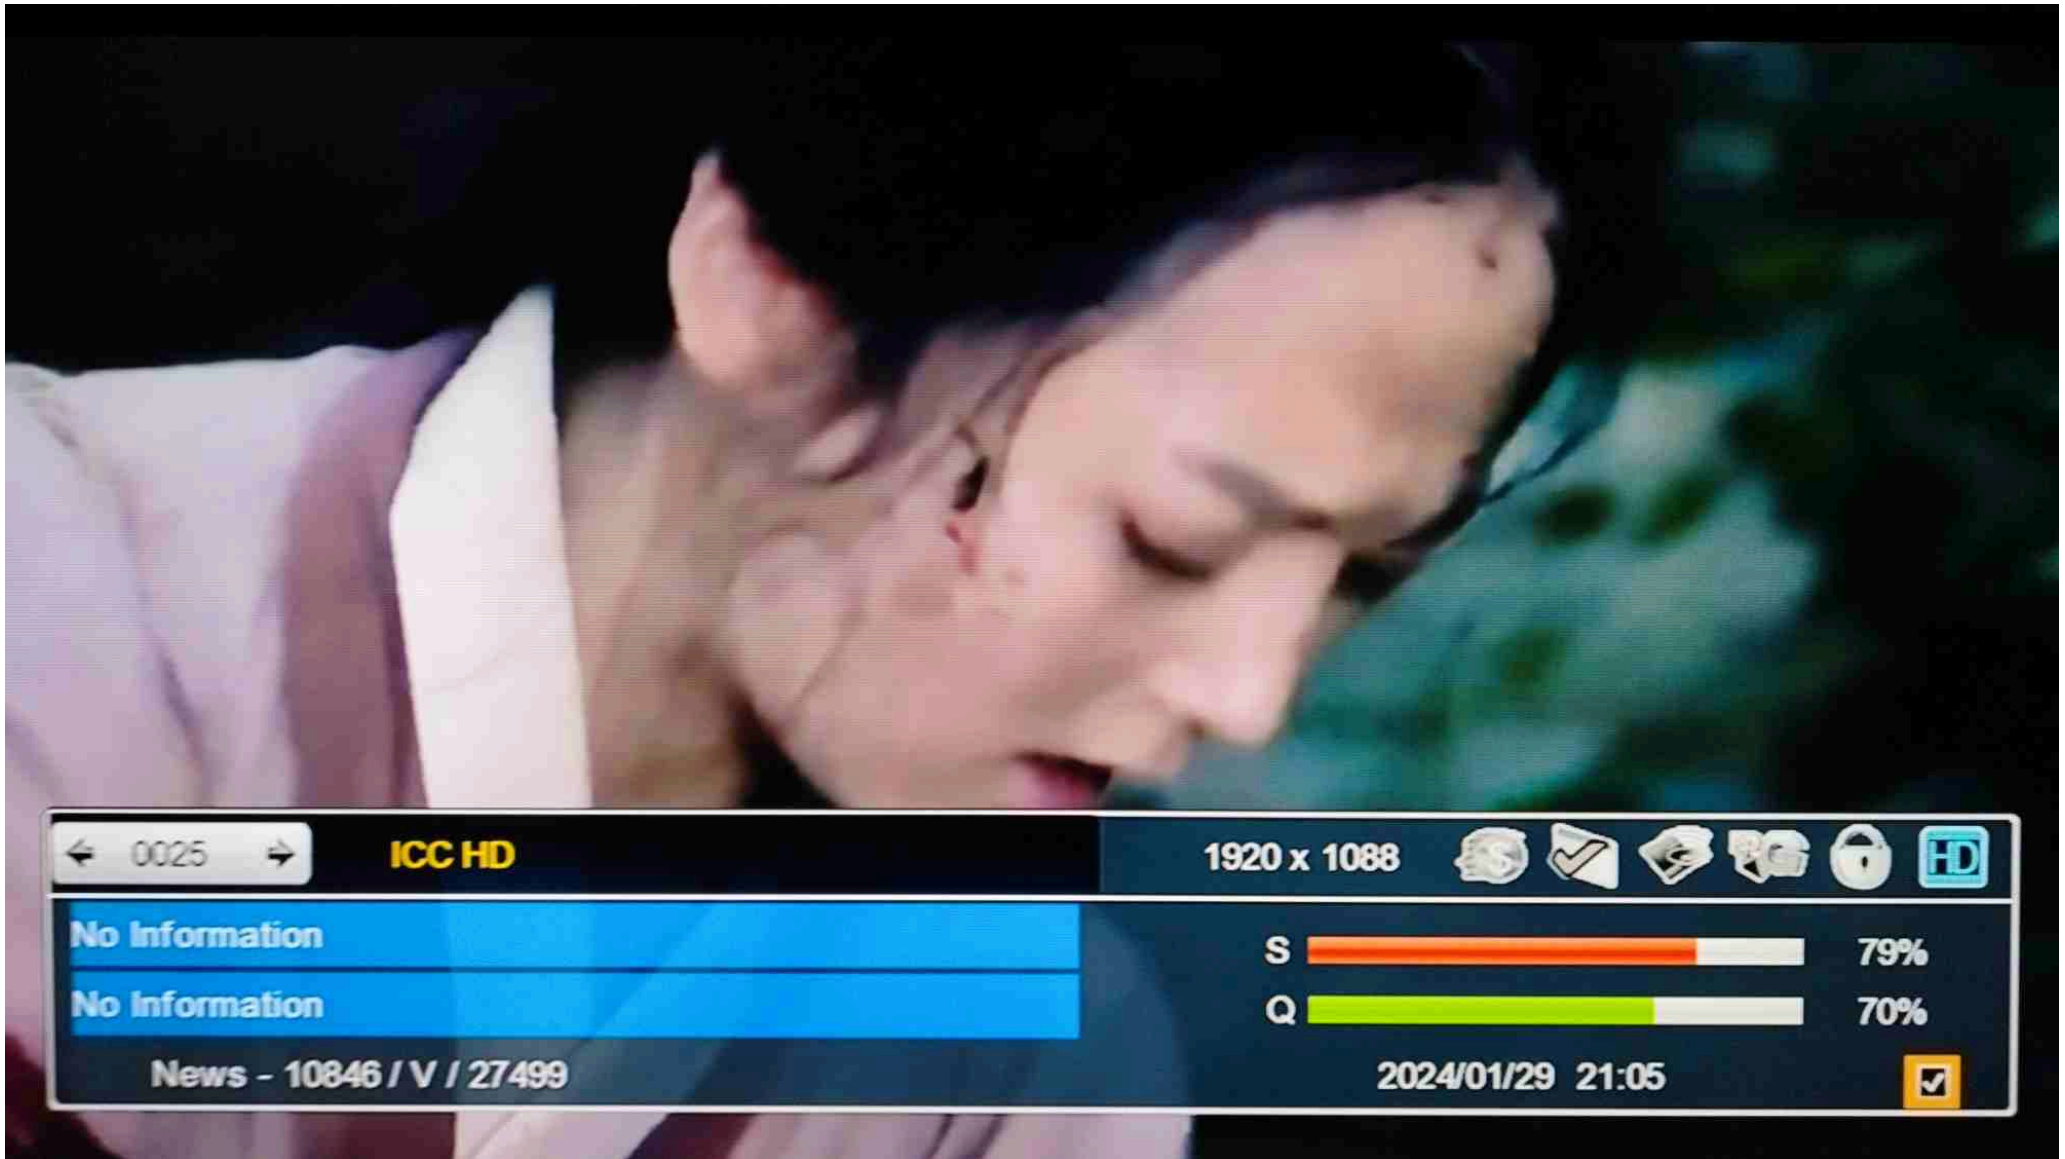 0025
ICC HD
1920 x 1088
HD
No Information
No Information
S 79%
Q 70%
News - 10846 / V / 27499
2024/01/29 21:05